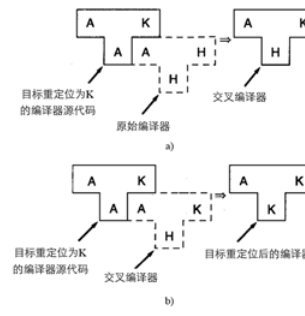 A K A K
A A H ⇒ H
目标重定位为K
的编译器源代码
H
交叉编译器
原始编译器
a)
A K A K
A A K ⇒ K
目标重定位为K
的编译器源代码
H
目标重定位后的编译器
交叉编译器
b)